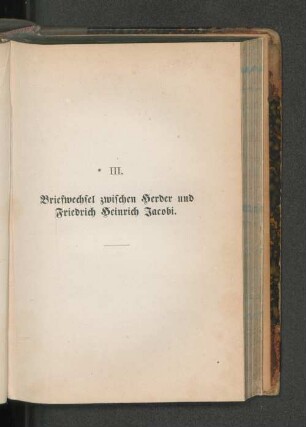 * III.
Briefwechsel zwischen Herder und
Friedrich Heinrich Jacobi.